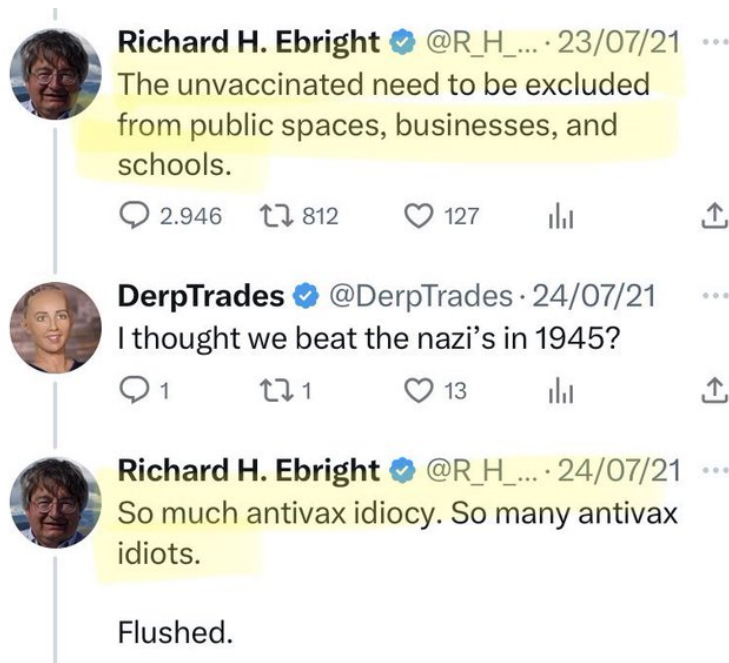 Richard H. Ebright @R_H_... · 23/07/21 ...
The unvaccinated need to be excluded
from public spaces, businesses, and
schools.
2.946 812 127
DerpTrades @DerpTrades · 24/07/21 ...
I thought we beat the nazi's in 1945?
1 1 13
Richard H. Ebright @R_H_... · 24/07/21 ...
So much antivax idiocy. So many antivax
idiots.
Flushed.